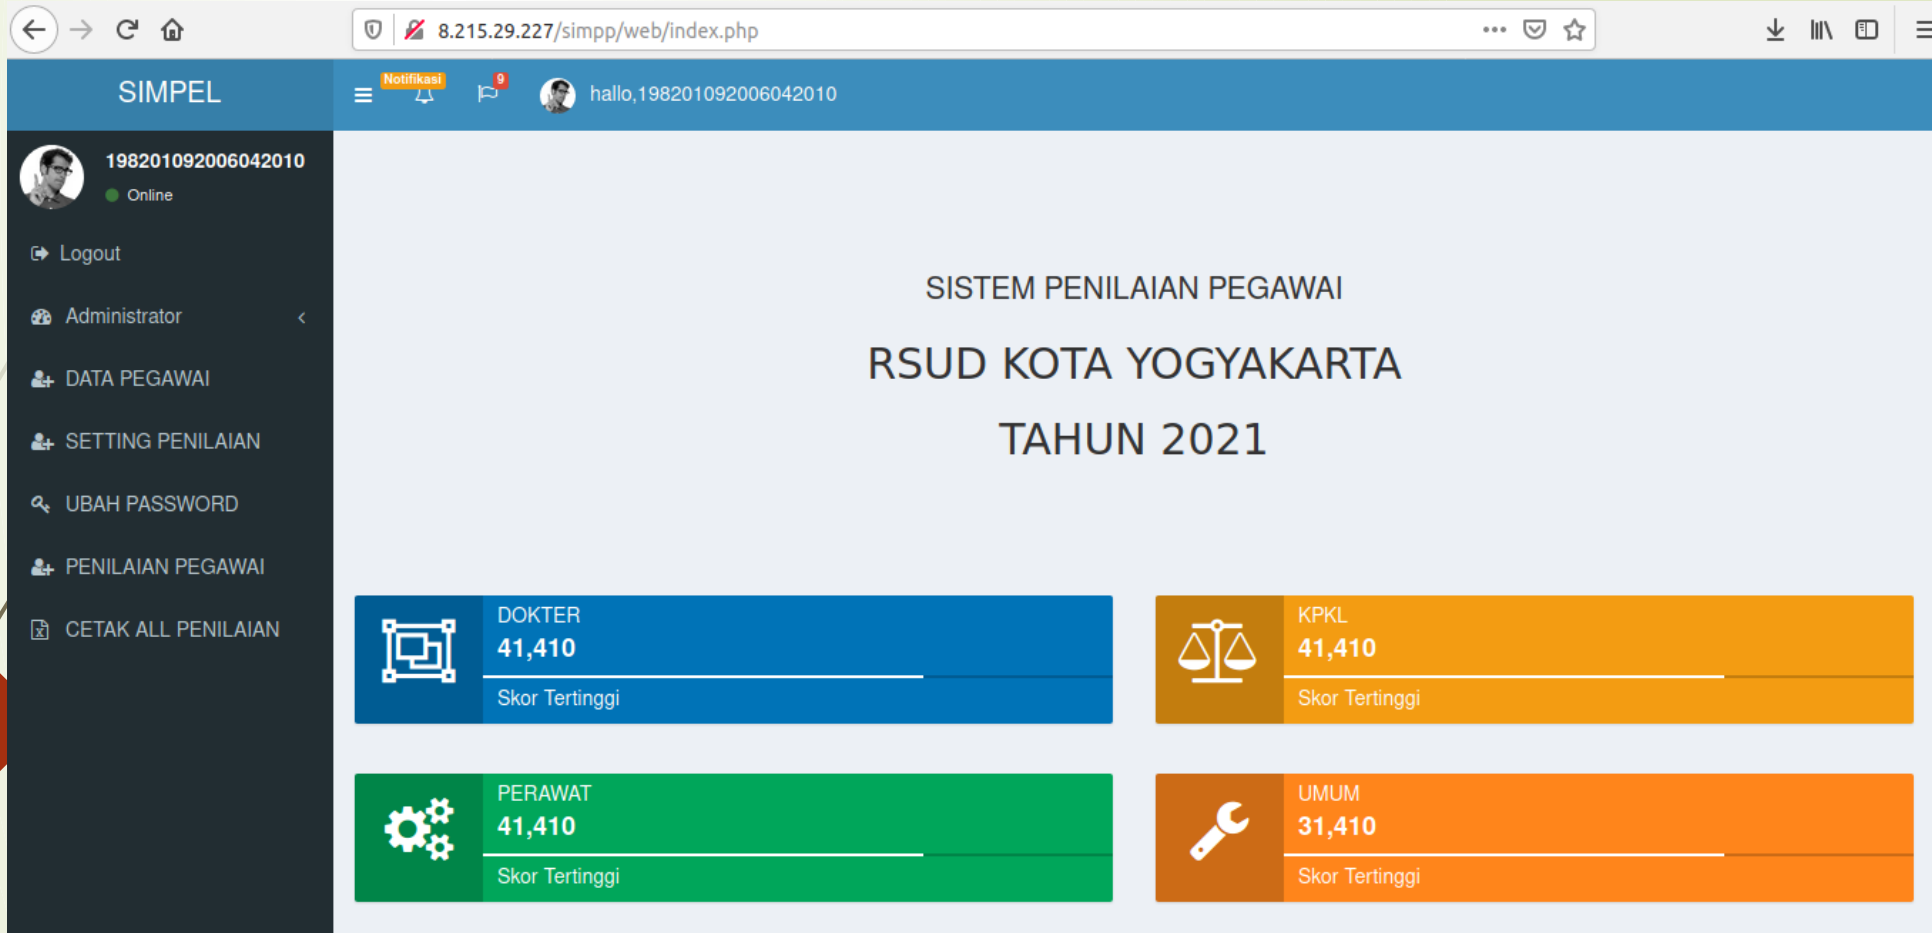 8.215.29.227/simpp/web/index.php
SIMPEL
Notifikasi
9
hallo,198201092006042010
198201092006042010
Online
Logout
Administrator
DATA PEGAWAI
SETTING PENILAIAN
UBAH PASSWORD
PENILAIAN PEGAWAI
CETAK ALL PENILAIAN
SISTEM PENILAIAN PEGAWAI
RSUD KOTA YOGYAKARTA
TAHUN 2021
DOKTER
41,410
Skor Tertinggi
KPKL
41,410
Skor Tertinggi
PERAWAT
41,410
Skor Tertinggi
UMUM
31,410
Skor Tertinggi